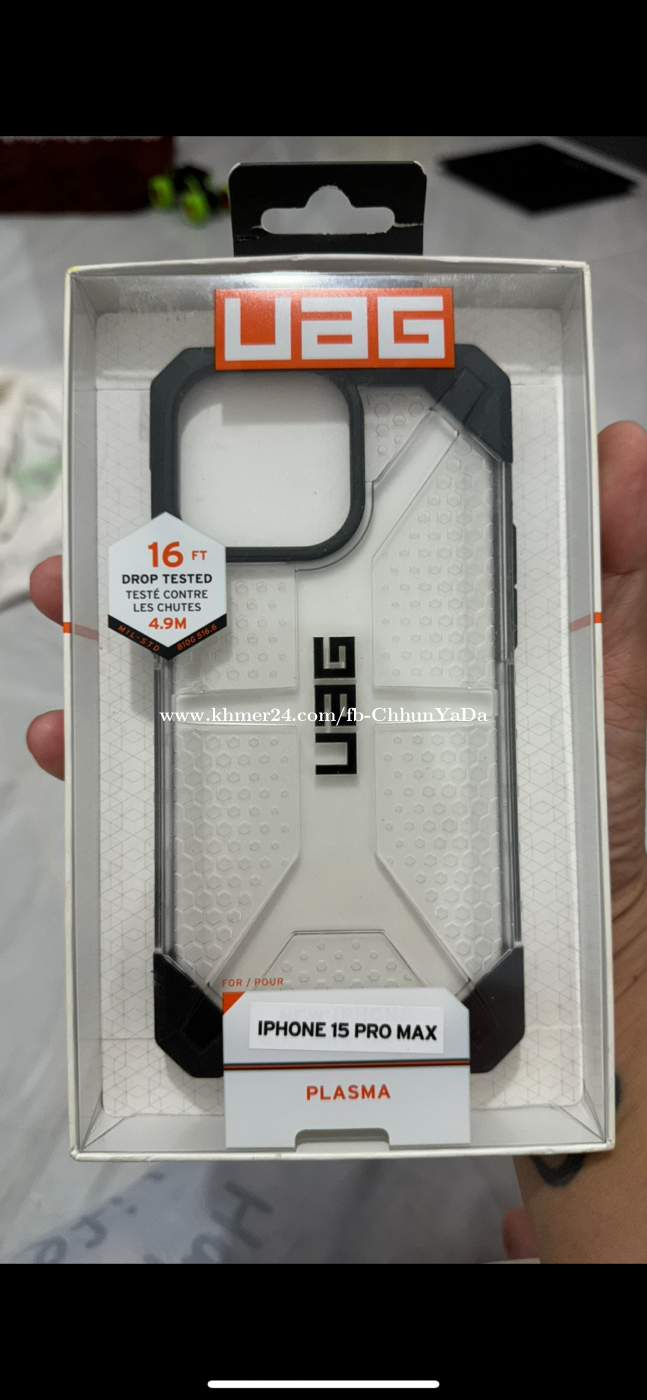 UAG
16 FT
DROP TESTED
TESTÉ CONTRE
LES CHUTES
4.9M
MIL-STD 810G 516.6
UAG
www.khmer24.com/fb-ChhunYaDa
FOR / POUR
IPHONE 15 PRO MAX
PLASMA